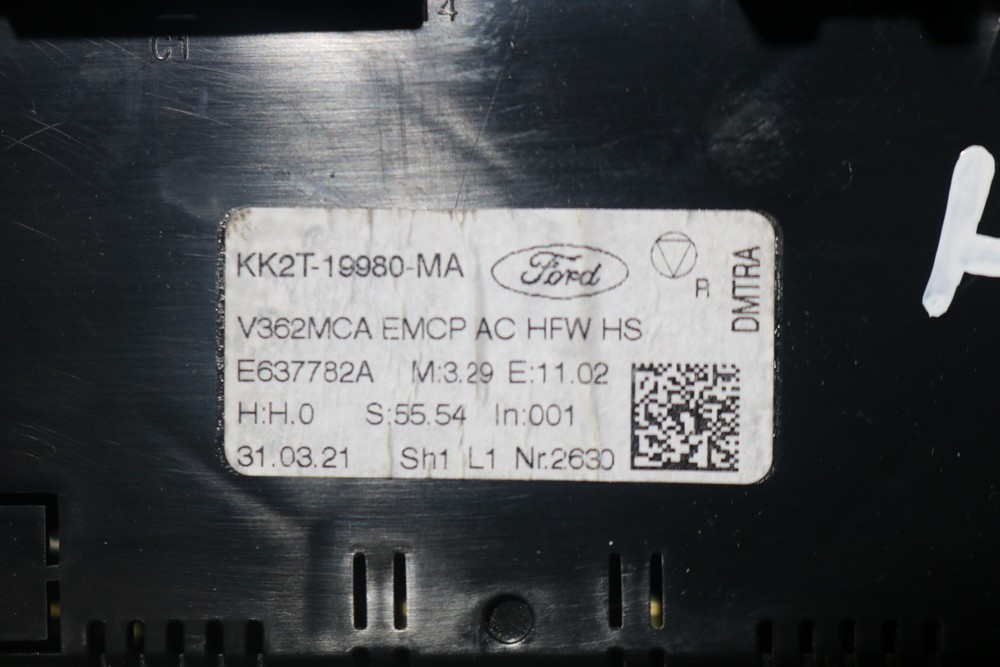 4
C1
KK2T-19980-MA
Ford
R
DMTRA
V362MCA EMCP AC HFW HS
E637782A M:3.29 E:11.02
H:H.0 S:55.54 In:001
31.03.21 Sh1 L1 Nr.2630